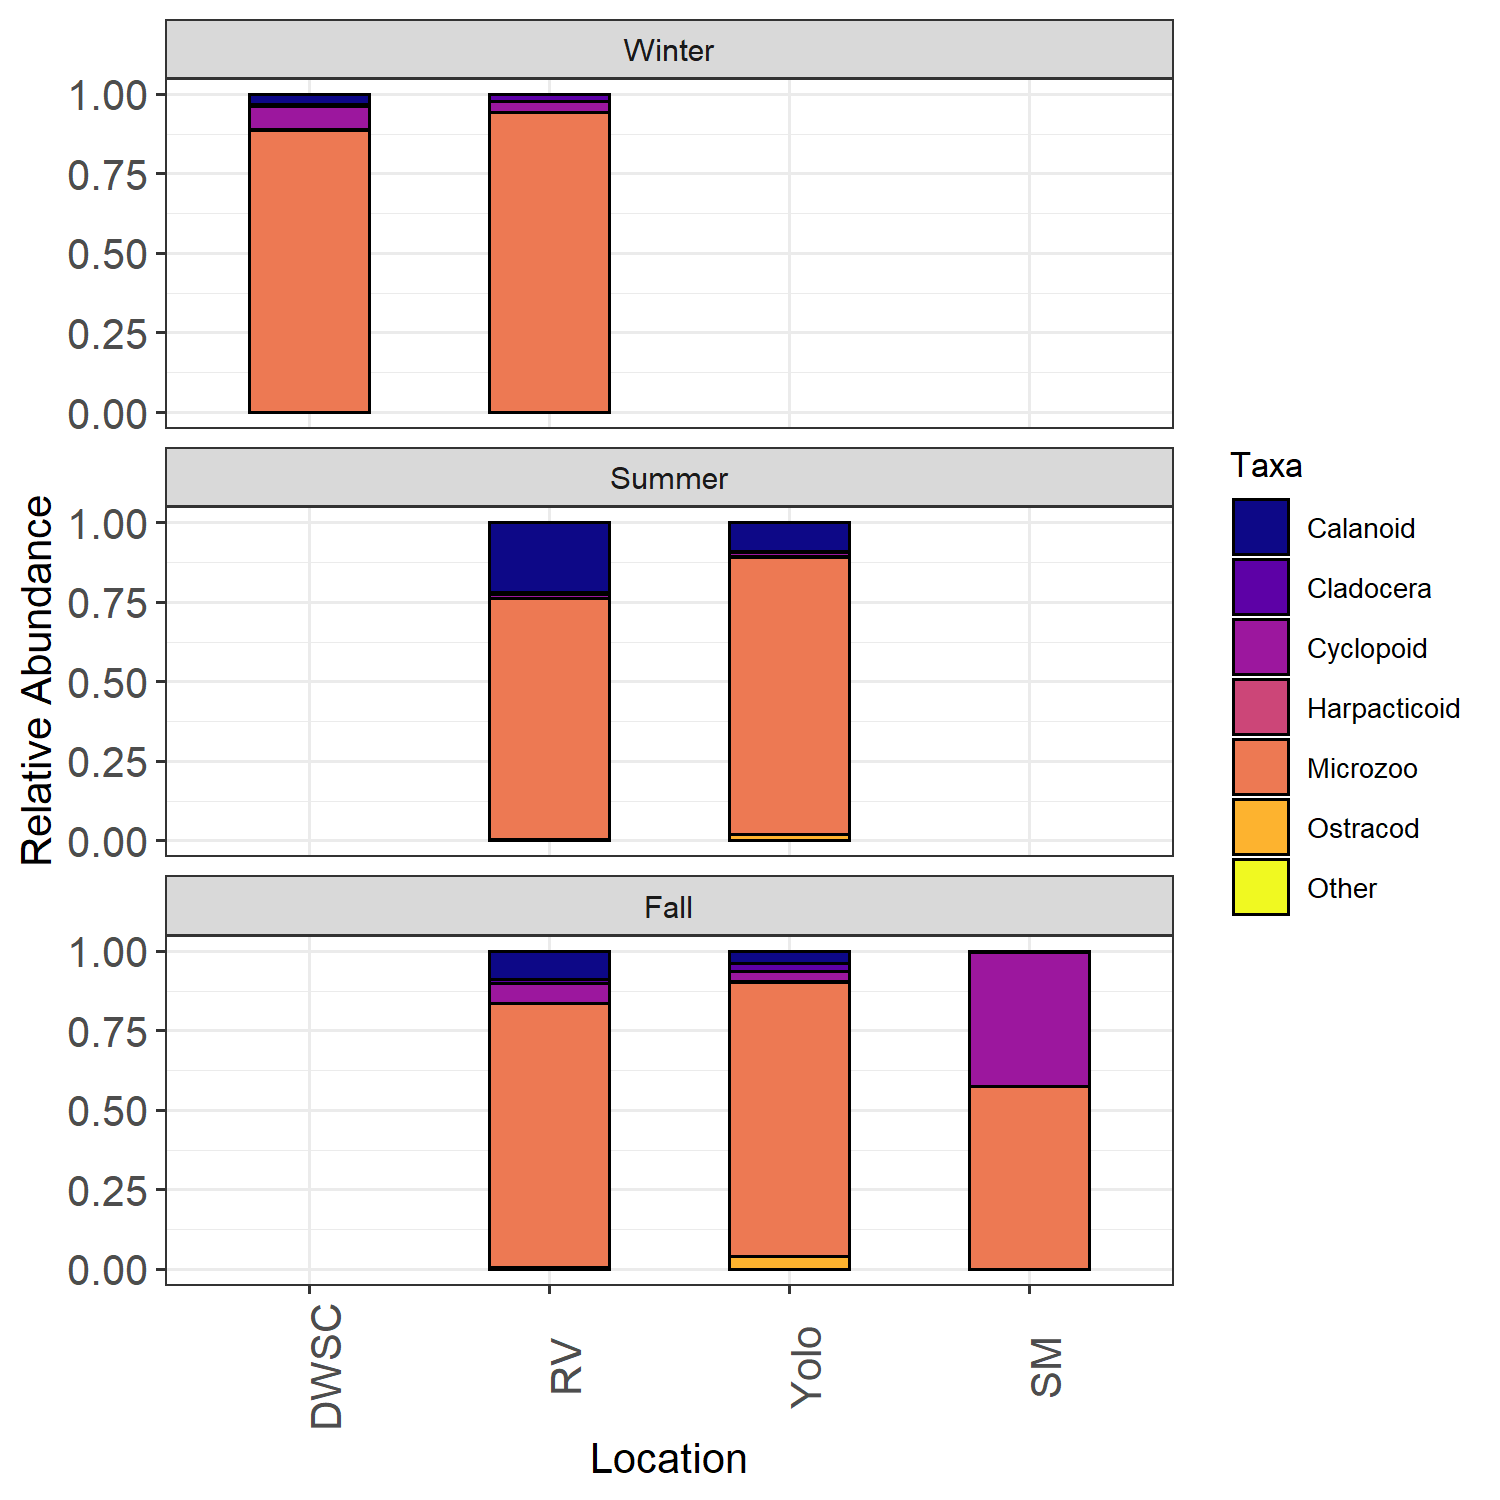 Winter
1.00
0.75
0.50
0.25
0.00
Summer
1.00
0.75
0.50
0.25
0.00
Fall
1.00
0.75
0.50
0.25
0.00
Relative Abundance
DWSC
RV
Yolo
SM
Location
Taxa
Calanoid
Cladocera
Cyclopoid
Harpacticoid
Microzoo
Ostracod
Other